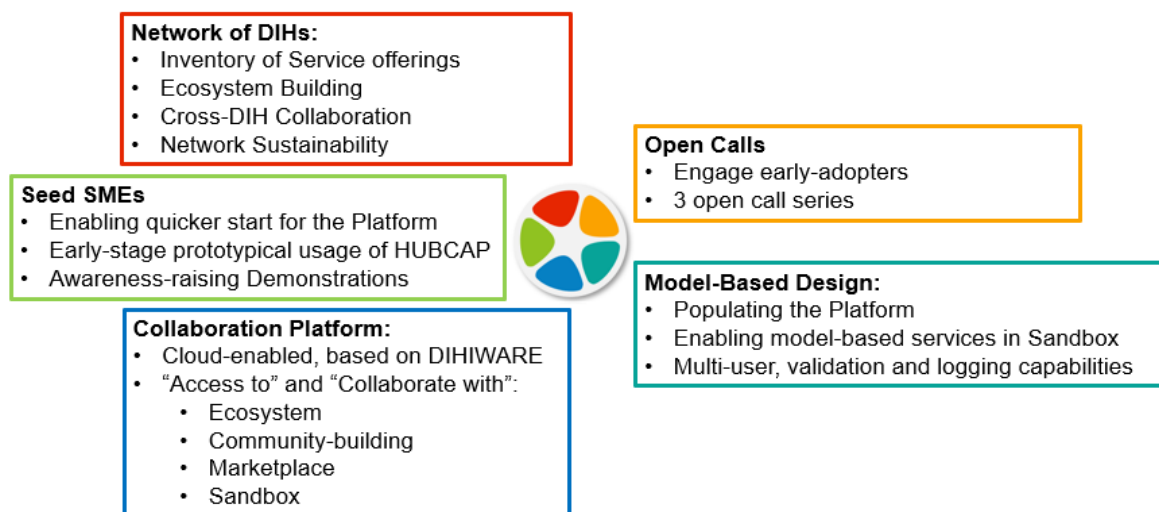 Network of DIHs:
• Inventory of Service offerings
• Ecosystem Building
• Cross-DIH Collaboration
• Network Sustainability
Open Calls
• Engage early-adopters
• 3 open call series
Seed SMEs
• Enabling quicker start for the Platform
• Early-stage prototypical usage of HUBCAP
• Awareness-raising Demonstrations
Model-Based Design:
• Populating the Platform
• Enabling model-based services in Sandbox
• Multi-user, validation and logging capabilities
Collaboration Platform:
• Cloud-enabled, based on DIHIWARE
• “Access to” and “Collaborate with”:
• Ecosystem
• Community-building
• Marketplace
• Sandbox